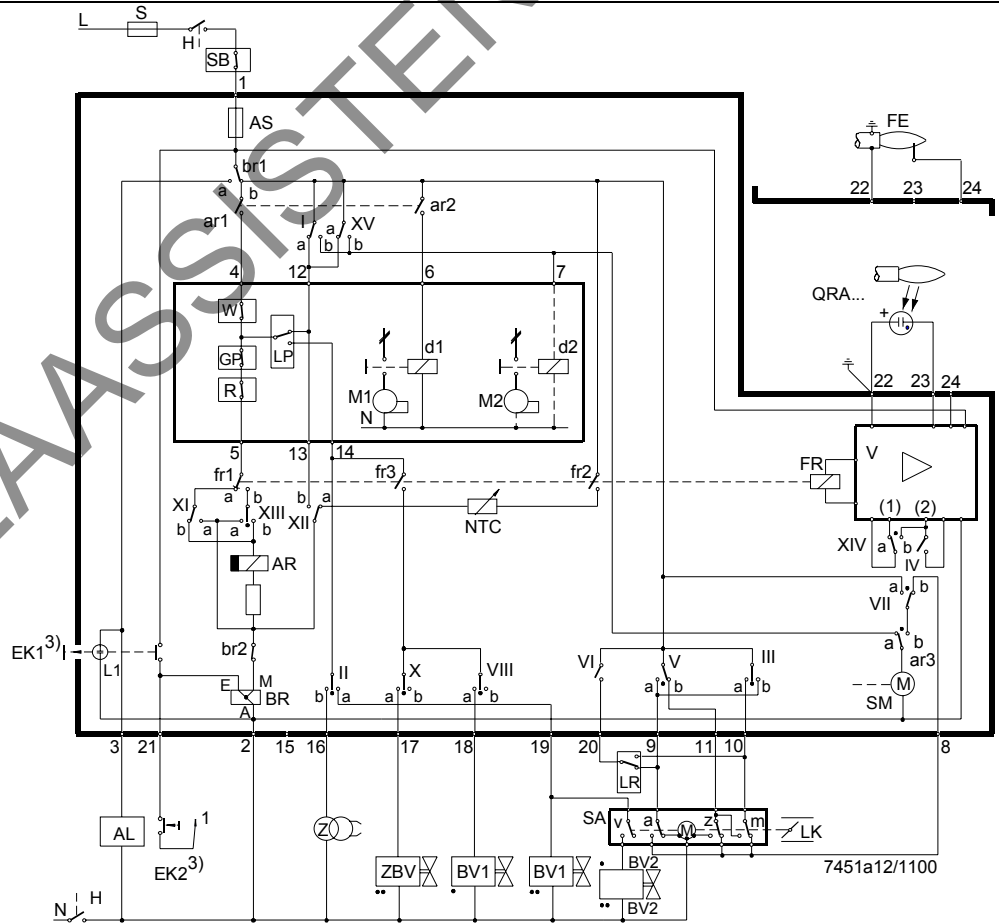 L
S
H
SB
1
AS
FE
22
23
24
br1
a
b
ar1
ar2
I
XV
a
b
a
b
4
12
6
7
W
GP
LP
R
d1
d2
M1
N
M2
QRA...
+
22
23
24
5
13
14
fr1
fr3
fr2
FR
V
XI
b
a
a
b
XIII
a
b
XII
b
a
NTC
(1)
(2)
XIV
a
b
IV
AR
a
b
VII
a
b
ar3
M
SM
EK1 3)
L1
br2
E
M
BR
A
II
b
a
X
a
b
VIII
a
b
VI
V
a
b
III
a
b
3
21
2
15
16
17
18
19
20
9
11
10
8
LR
SA
v
a
M
z
m
LK
AL
1
EK2 3)
Z
ZBV
BV1
BV1
BV2
BV2
7451a12/1100
N
H